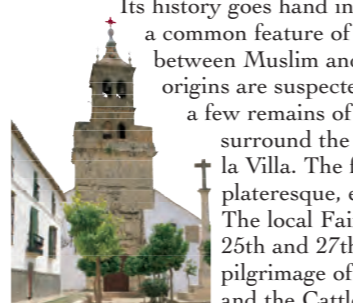 Its history goes hand in
a common feature of
between Muslim and
origins are suspecte
a few remains of
surround the
la Villa. The f
plateresque, e
The local Fair
25th and 27th
pilgrimage of
and the Cattle